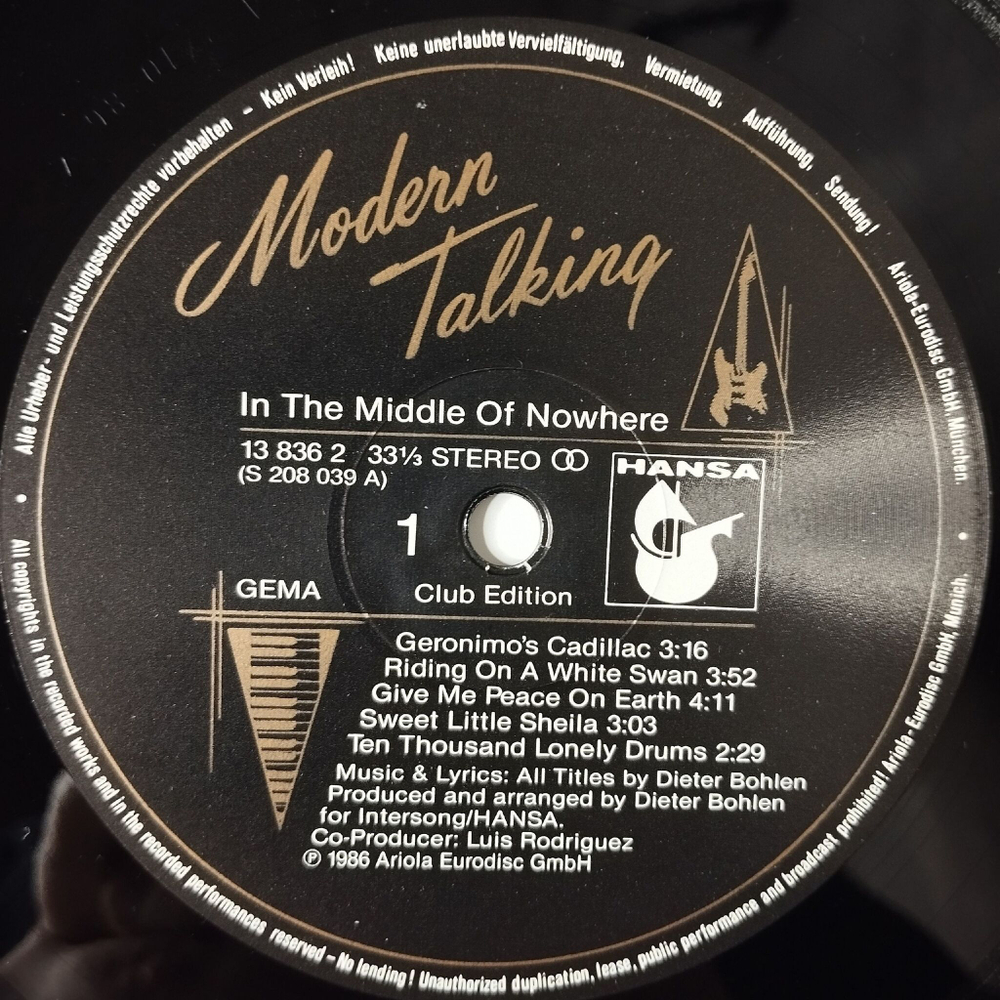 Alle Urheber- und Leistungsschutzrechte vorbehalten – Kein Verleih! Keine unerlaubte Vervielfältigung, Vermietung, Aufführung, Sendung! Ariola-Eurodisc GmbH, München.
Modern
Talking
In The Middle Of Nowhere
13 836 2 33⅓ STEREO
(S 208 039 A)
HANSA
1
GEMA
Club Edition
Geronimo's Cadillac 3:16
Riding On A White Swan 3:52
Give Me Peace On Earth 4:11
Sweet Little Sheila 3:03
Ten Thousand Lonely Drums 2:29
Music & Lyrics: All Titles by Dieter Bohlen
Produced and arranged by Dieter Bohlen
for Intersong/HANSA.
Co-Producer: Luis Rodriguez
℗ 1986 Ariola Eurodisc GmbH
All copyrights in the recorded works and in the recorded performances reserved – No lending! Unauthorized duplication, lease, public performance and broadcast prohibited! Ariola-Eurodisc GmbH, Munich.